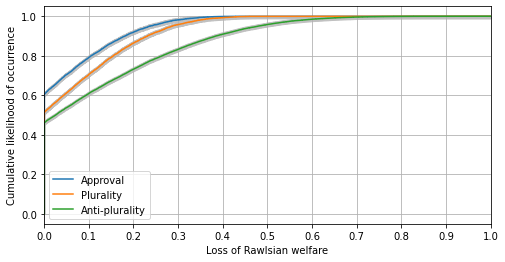 Cumulative likelihood of occurrence
1.0
0.8
0.6
0.4
0.2
0.0
Approval
Plurality
Anti-plurality
0.0 0.1 0.2 0.3 0.4 0.5 0.6 0.7 0.8 0.9 1.0
Loss of Rawlsian welfare